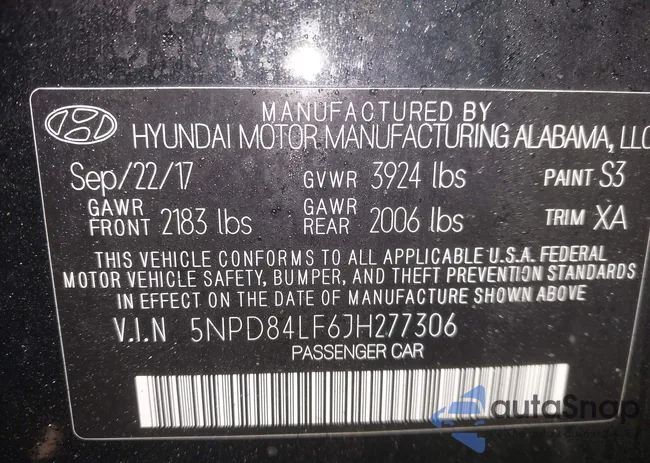 MANUFACTURED BY
HYUNDAI MOTOR MANUFACTURING ALABAMA, LLC
Sep/22/17 GVWR 3924 lbs PAINT S3
GAWR FRONT 2183 lbs GAWR REAR 2006 lbs TRIM XA
THIS VEHICLE CONFORMS TO ALL APPLICABLE U.S.A. FEDERAL
MOTOR VEHICLE SAFETY, BUMPER, AND THEFT PREVENTION STANDARDS
IN EFFECT ON THE DATE OF MANUFACTURE SHOWN ABOVE
V.I.N 5NPD84LF6JH277306
PASSENGER CAR
autoSnap